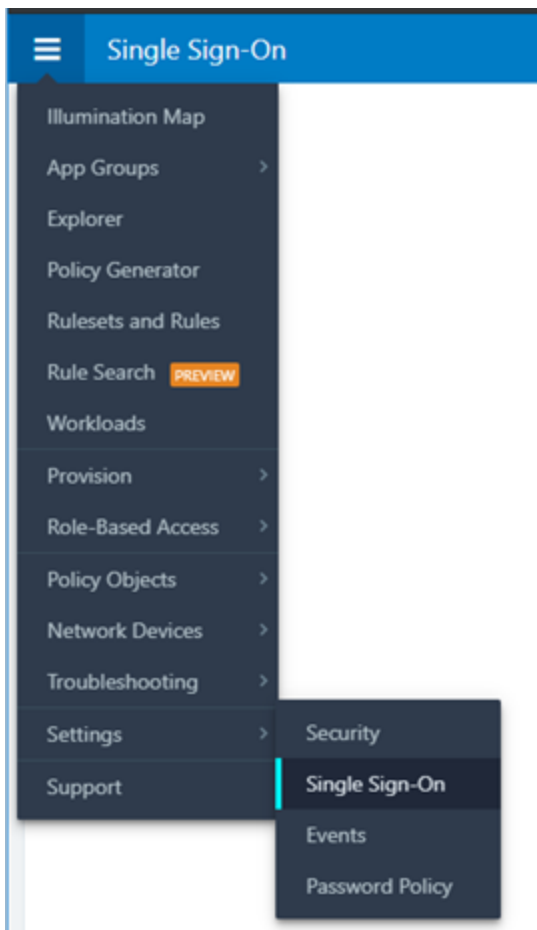 Single Sign-On
Illumination Map
App Groups
Explorer
Policy Generator
Rulesets and Rules
Rule Search PREVIEW
Workloads
Provision
Role-Based Access
Policy Objects
Network Devices
Troubleshooting
Settings
Support
Security
Single Sign-On
Events
Password Policy